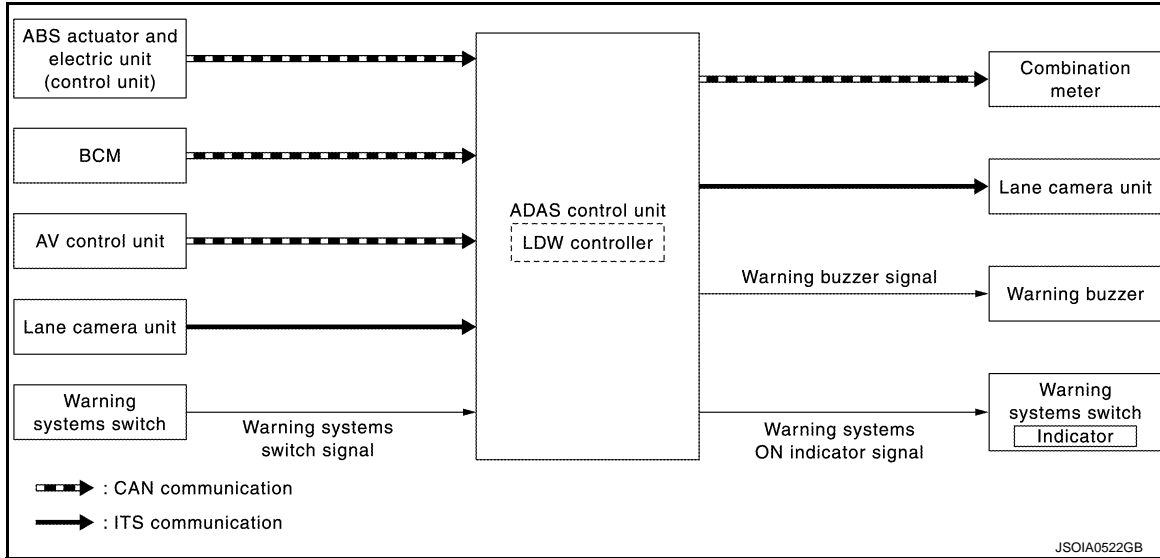 ABS actuator and
electric unit
(control unit)
BCM
AV control unit
Lane camera unit
Warning
systems switch
Warning systems
switch signal
ADAS control unit
LDW controller
Combination
meter
Lane camera unit
Warning buzzer signal
Warning buzzer
Warning systems
ON indicator signal
Warning
systems switch
Indicator
: CAN communication
: ITS communication
JSOIA0522GB